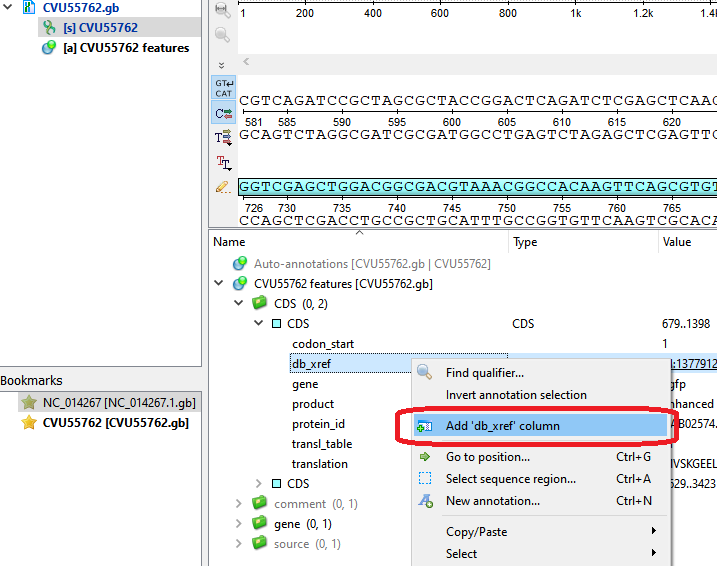 CVU55762.gb
[s] CVU55762
[a] CVU55762 features
Bookmarks
NC_014267 [NC_014267.1.gb]
CVU55762 [CVU55762.gb]
1 200 400 600 800 1k 1.2k 1.4k
GT
CAT
C
T
TT
CGTCAGATCCGCTAGCGCTACCGGACTCAGATCTCGAGCTCAAG
581 585 590 595 600 605 610 615 620
GCAGTCTAGGCGATCGCGATGGCCTGAGTCTAGAGCTCGAGTTC
GGTCGAGCTGGACGGCGACGTAAACGGCCACAAGTTCAGCGTGT
726 730 735 740 745 750 755 760 765
CCAGCTCGACCTGCCGCTGCATTTGCCGGTGTTCAAGTCGCACA
Name Type Value
Auto-annotations [CVU55762.gb | CVU55762]
CVU55762 features [CVU55762.gb]
CDS (0, 2)
CDS CDS 679..1398
codon_start 1
db_xref :1377912
gene gfp
product enhanced
protein_id AB02574.
transl_table
translation MVSKGEEL
CDS 529..3423
comment (0, 1)
gene (0, 1)
source (0, 1)
Find qualifier...
Invert annotation selection
Add 'db_xref' column
Go to position... Ctrl+G
Select sequence region... Ctrl+A
New annotation... Ctrl+N
Copy/Paste
Select